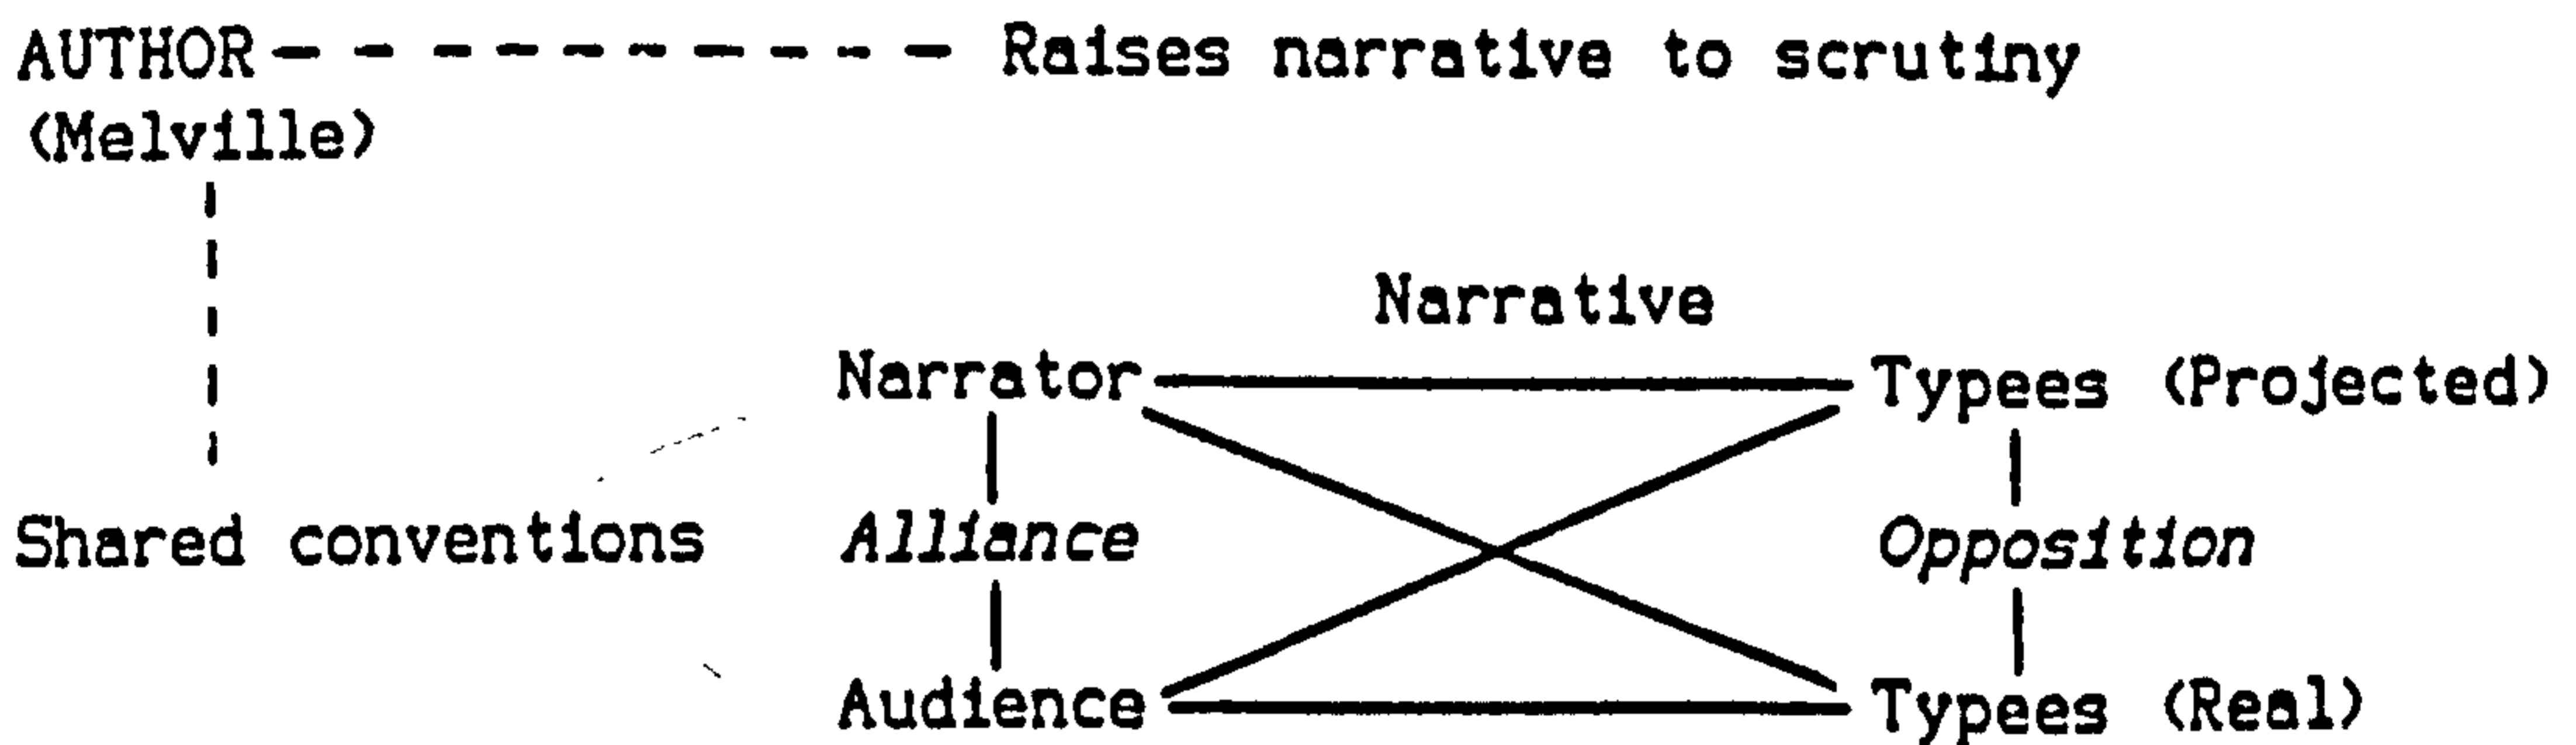 AUTHOR - - - - - - - - - - - Raises narrative to scrutiny
(Melville)
Narrative
Narrator Typees (Projected)
Shared conventions Alliance Opposition
Audience Typees (Real)